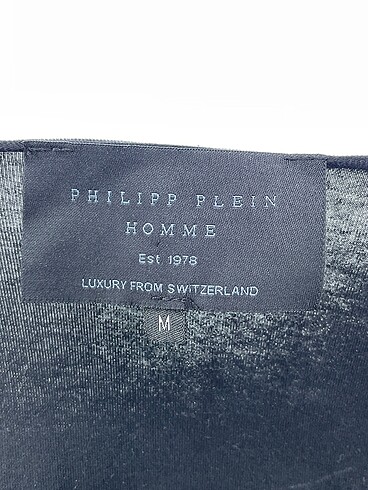 PHILIPP PLEIN
HOMME
Est. 1978
LUXURY FROM SWITZERLAND
M